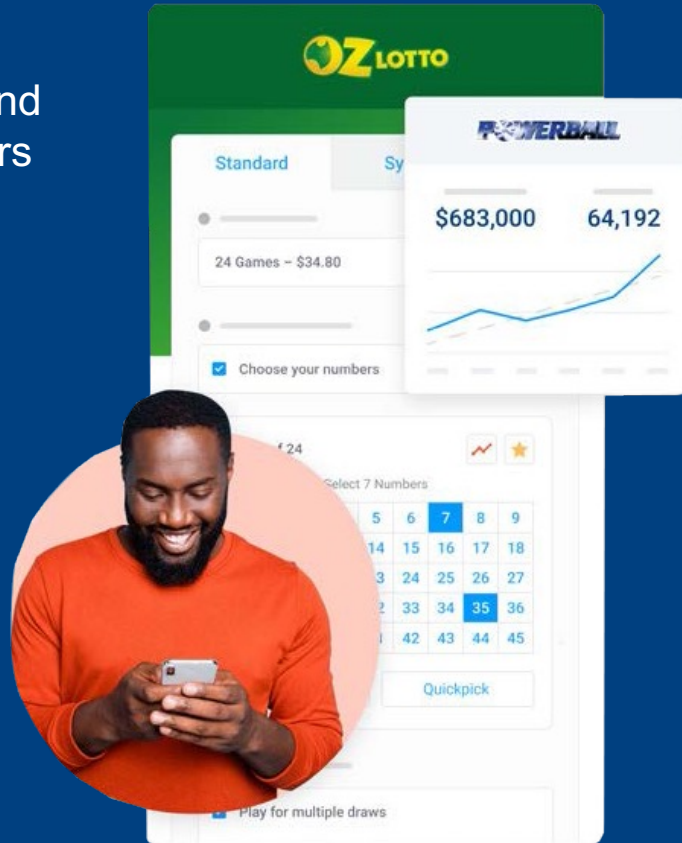 nd
rs
OZ LOTTO
POWERBALL
Standard
Sy
$683,000
64,192
24 Games – $34.80
Choose your numbers
f 24
Select 7 Numbers
5 6 7 8 9
14 15 16 17 18
3 24 25 26 27
2 33 34 35 36
42 43 44 45
Quickpick
Play for multiple draws